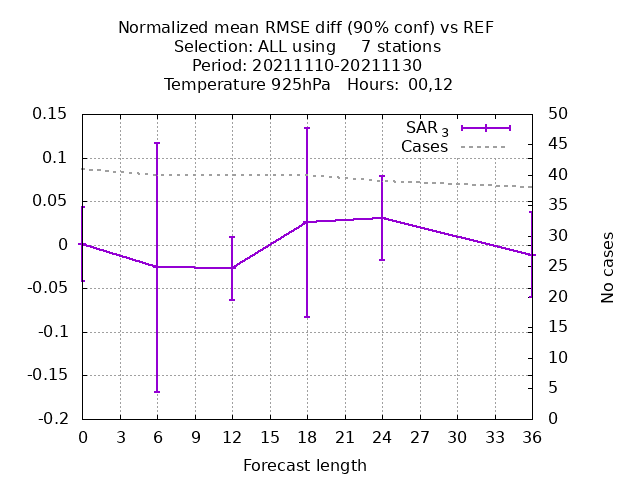 Normalized mean RMSE diff (90% conf) vs REF
Selection: ALL using     7 stations
Period: 20211110-20211130
Temperature 925hPa   Hours: 00,12
SAR 3
Cases
0.15
0.1
0.05
0
-0.05
-0.1
-0.15
-0.2
50
45
40
35
30
25
20
15
10
5
0
No cases
0 3 6 9 12 15 18 21 24 27 30 33 36
Forecast length